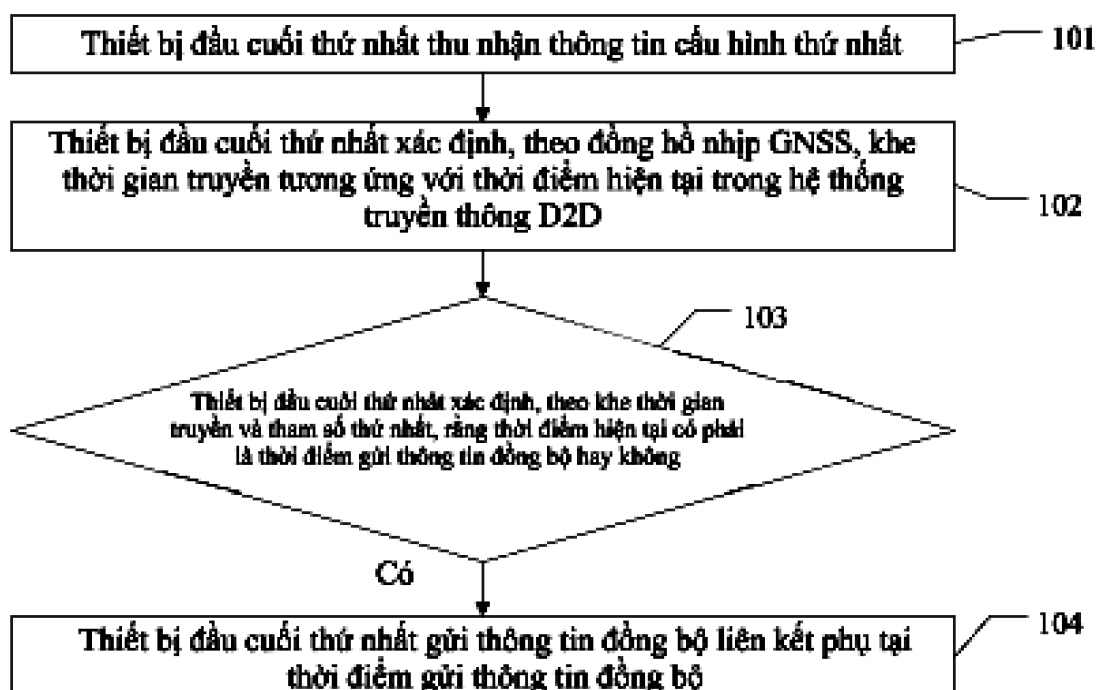 Thiết bị đầu cuối thứ nhất thu nhận thông tin cấu hình thứ nhất
101
Thiết bị đầu cuối thứ nhất xác định, theo đồng hồ nhịp GNSS, khe
thời gian truyền tương ứng với thời điểm hiện tại trong hệ thống
truyền thông D2D
102
103
Thiết bị đầu cuối thứ nhất xác định, theo khe thời gian
truyền và tham số thứ nhất, rằng thời điểm hiện tại có phải
là thời điểm gửi thông tin đồng bộ hay không
Có
104
Thiết bị đầu cuối thứ nhất gửi thông tin đồng bộ liên kết phụ tại
thời điểm gửi thông tin đồng bộ